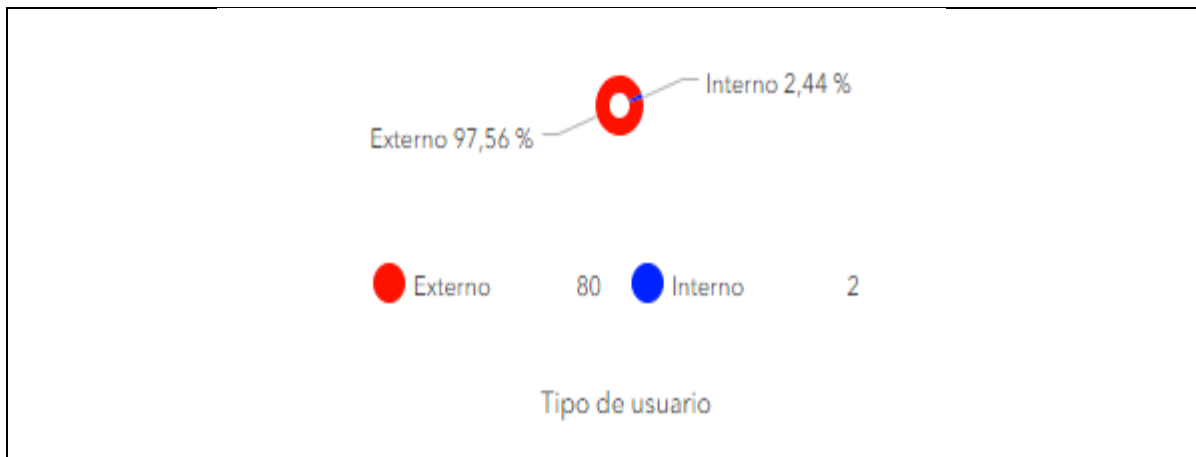 Interno 2,44 %
Externo 97,56 %
Externo 80 Interno 2
Tipo de usuario